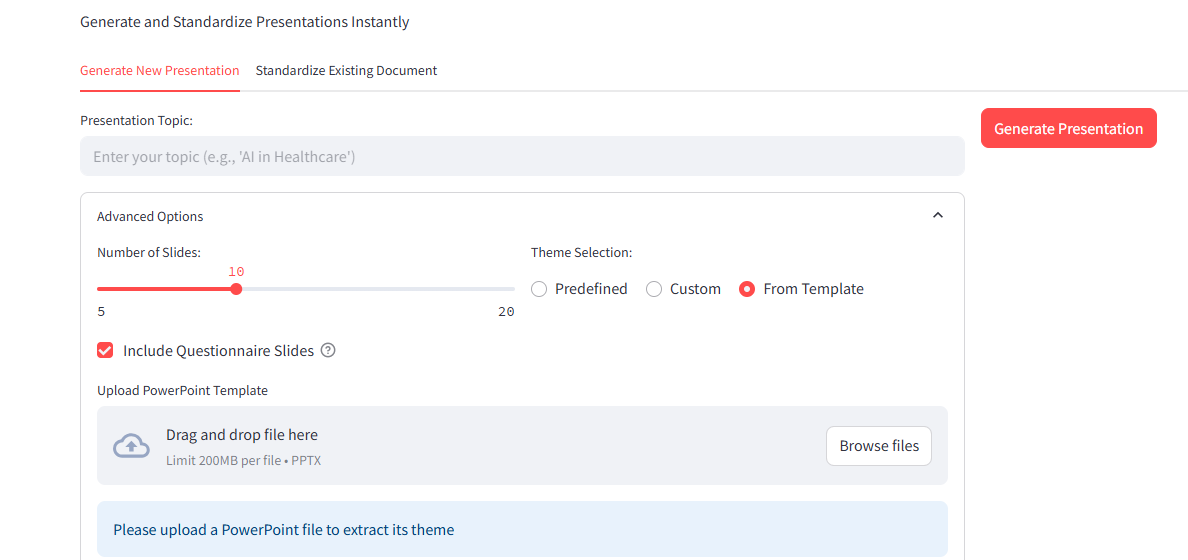 Generate and Standardize Presentations Instantly
Generate New Presentation Standardize Existing Document
Presentation Topic:
Generate Presentation
Enter your topic (e.g., 'AI in Healthcare')
Advanced Options
Number of Slides:
Theme Selection:
10
Predefined Custom From Template
5 20
Include Questionnaire Slides ?
Upload PowerPoint Template
Drag and drop file here
Limit 200MB per file • PPTX
Browse files
Please upload a PowerPoint file to extract its theme